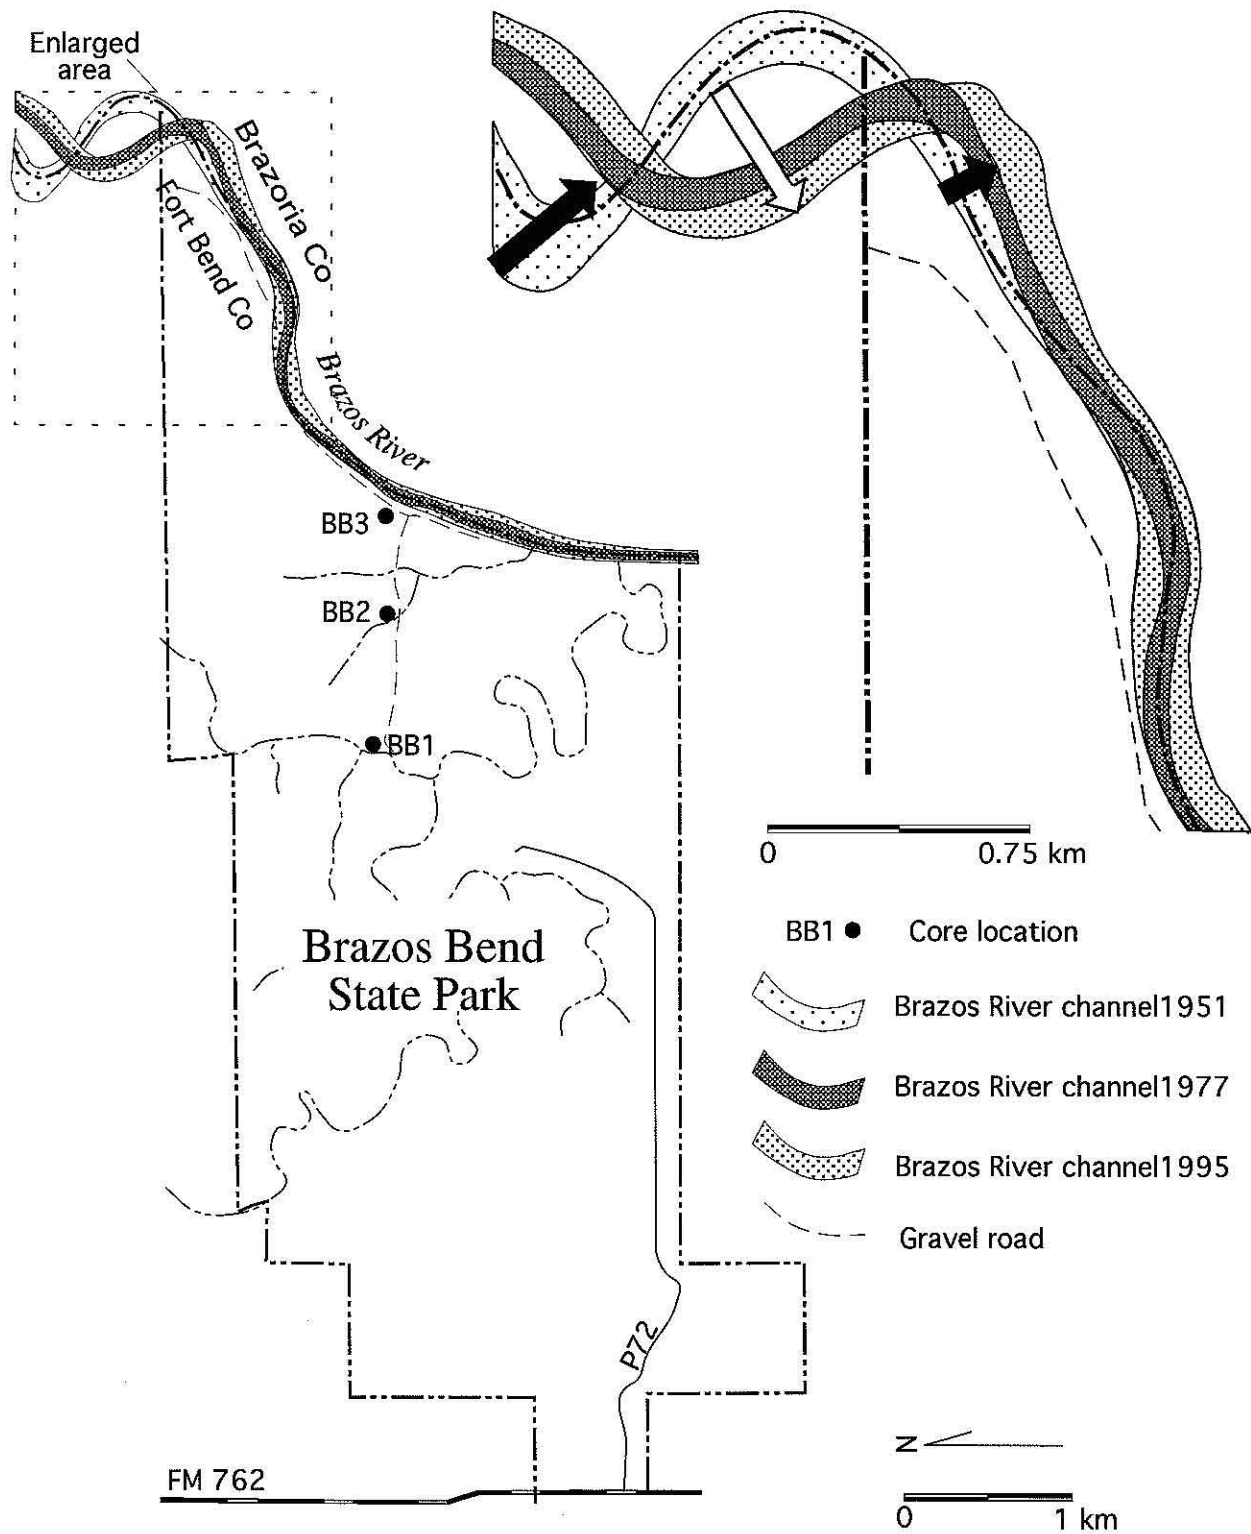 Enlarged
area
Brazoria Co
Fort Bend Co
Brazos River
BB3
BB2
BB1
0
0.75 km
BB1
Core location
Brazos Bend
State Park
Brazos River channel1951
Brazos River channel1977
Brazos River channel1995
Gravel road
P72
N
FM 762
0
1 km